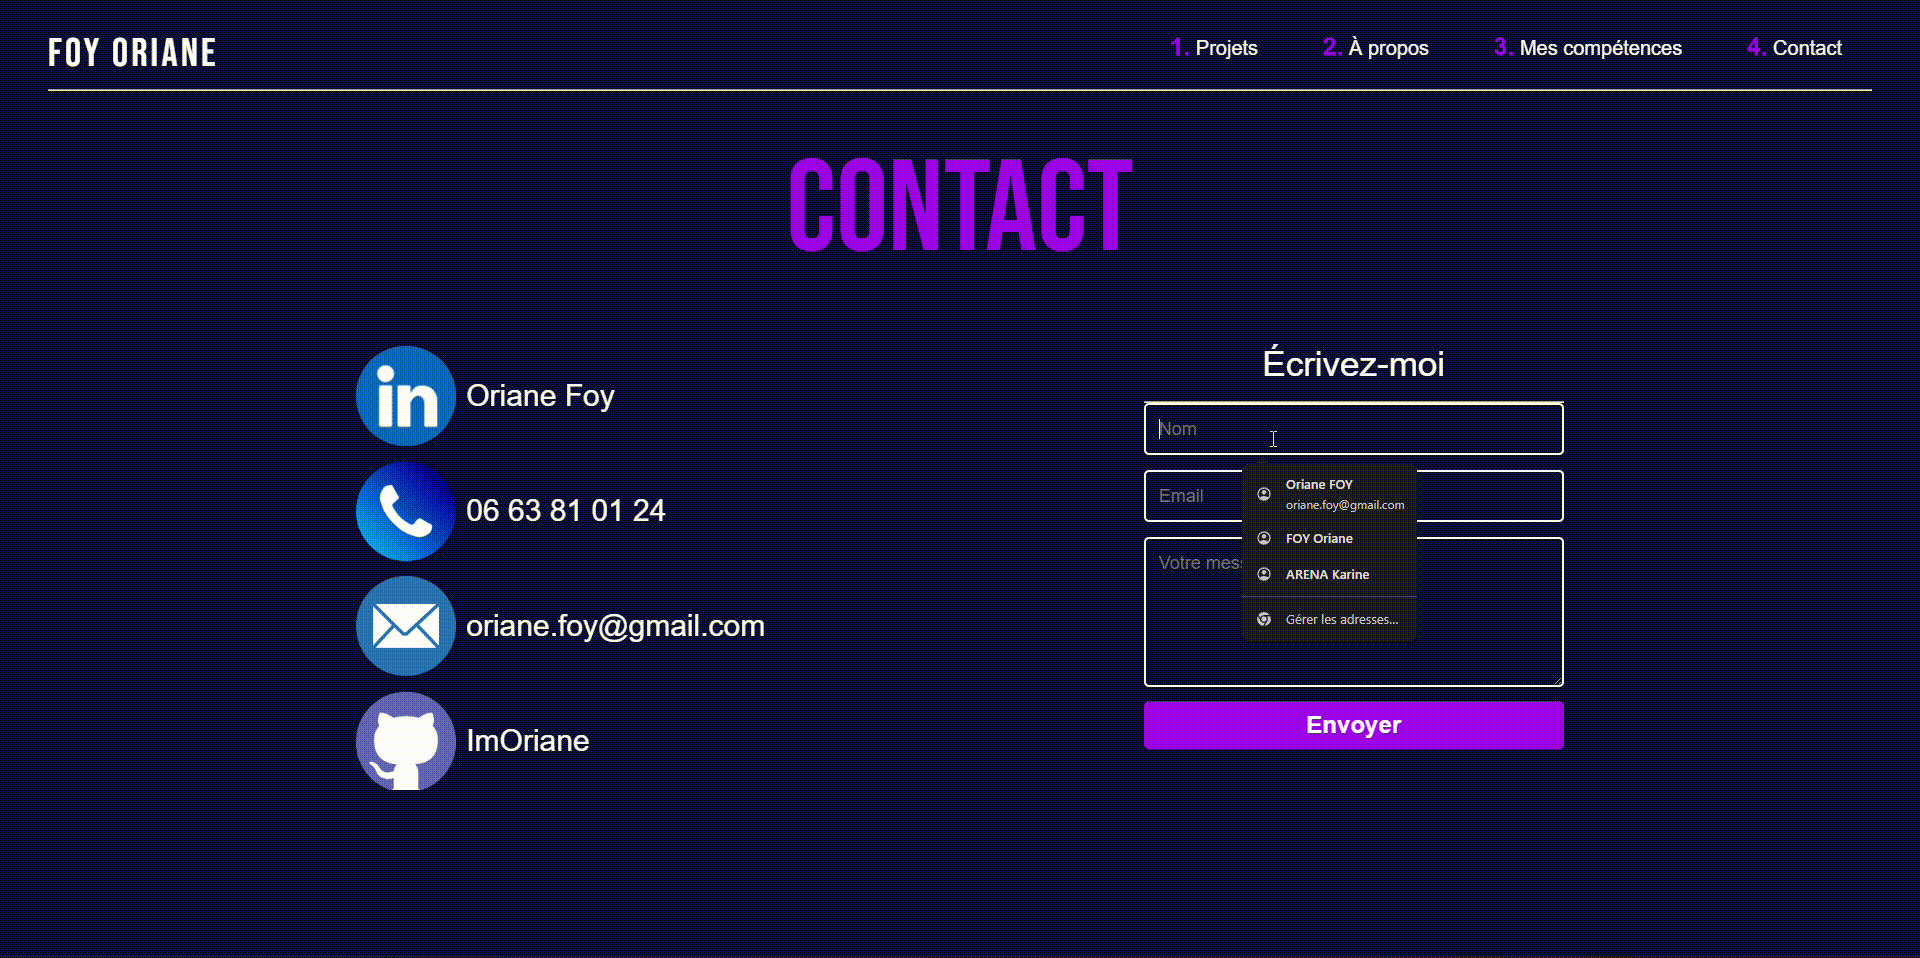 FOY ORIANE
1. Projets
2. À propos
3. Mes compétences
4. Contact
CONTACT
in Oriane Foy
06 63 81 01 24
oriane.foy@gmail.com
ImOriane
Écrivez-moi
Nom
Email
Votre mess
Oriane FOY
oriane.foy@gmail.com
FOY Oriane
ARENA Karine
Gérer les adresses...
Envoyer